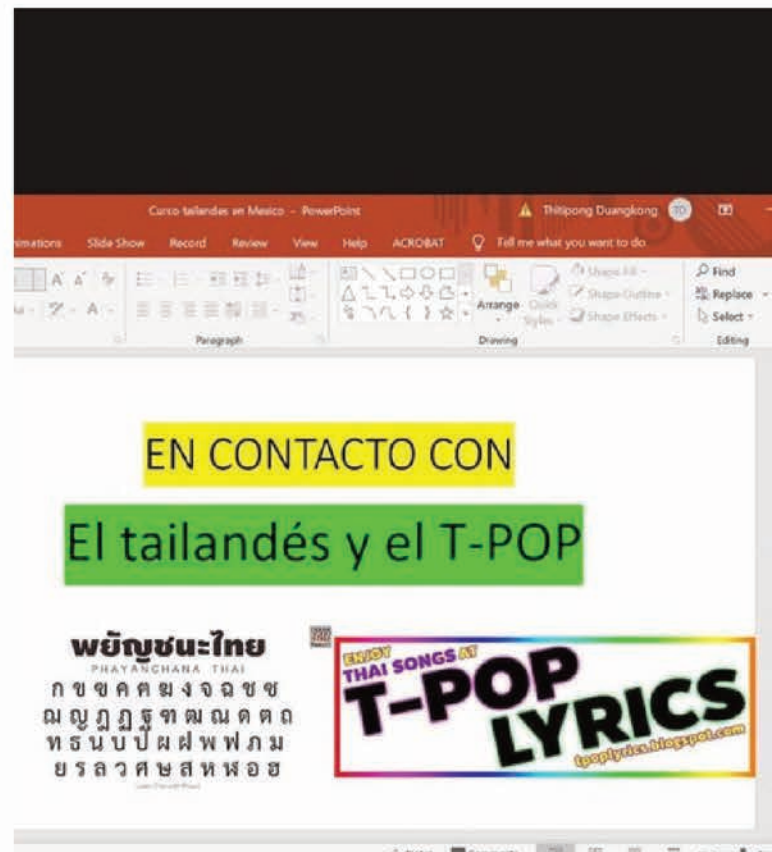 Curso tailandes en Mexico - PowerPoint
Thitipong Duangkong
TD
Animations Slide Show Record Review View Help ACROBAT Tell me what you want to do
Shape Fill
Find
Arrange Quick Styles
Shape Outline
Replace
Shape Effects
Select
Paragraph
Drawing
Editing
EN CONTACTO CON
El tailandés y el T-POP
พยัญชนะไทย
PHAYANCHANA THAI
ก ข ฃ ค ฅ ฆ ง จ ฉ ช ซ
ฌ ญ ฎ ฏ ฐ ฑ ฒ ณ ด ต ถ
ท ธ น บ ป ผ ฝ พ ฟ ภ ม
ย ร ล ว ศ ษ ส ห ฬ อ ฮ
ENJOY
THAI SONGS AT
T-POP
LYRICS
tpoplyrics.blogspot.com